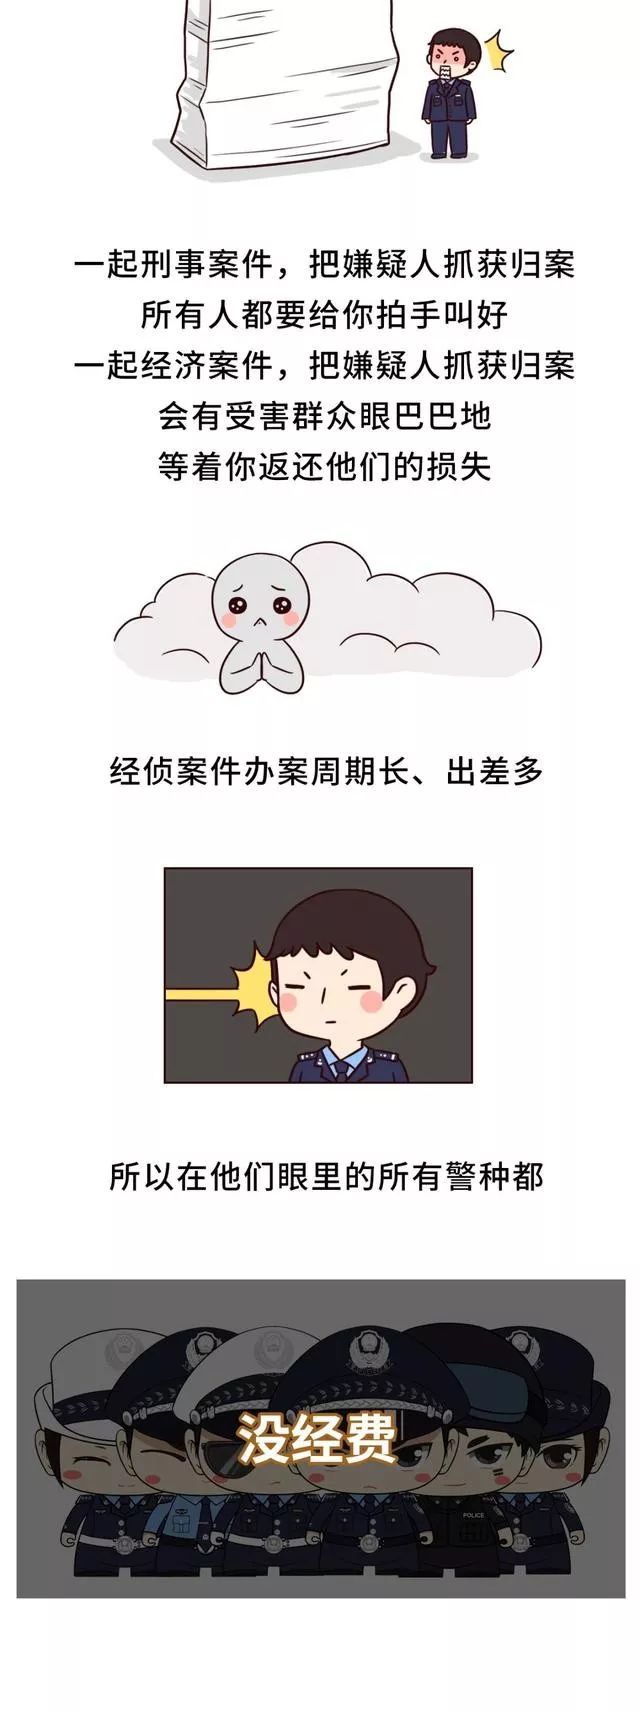 一起刑事案件，把嫌疑人抓获归案
所有人都要给你拍手叫好
一起经济案件，把嫌疑人抓获归案
会有受害群众眼巴巴地
等着你返还他们的损失
经侦案件办案周期长、出差多
所以在他们眼里的所有警种都
没经费
POLICE